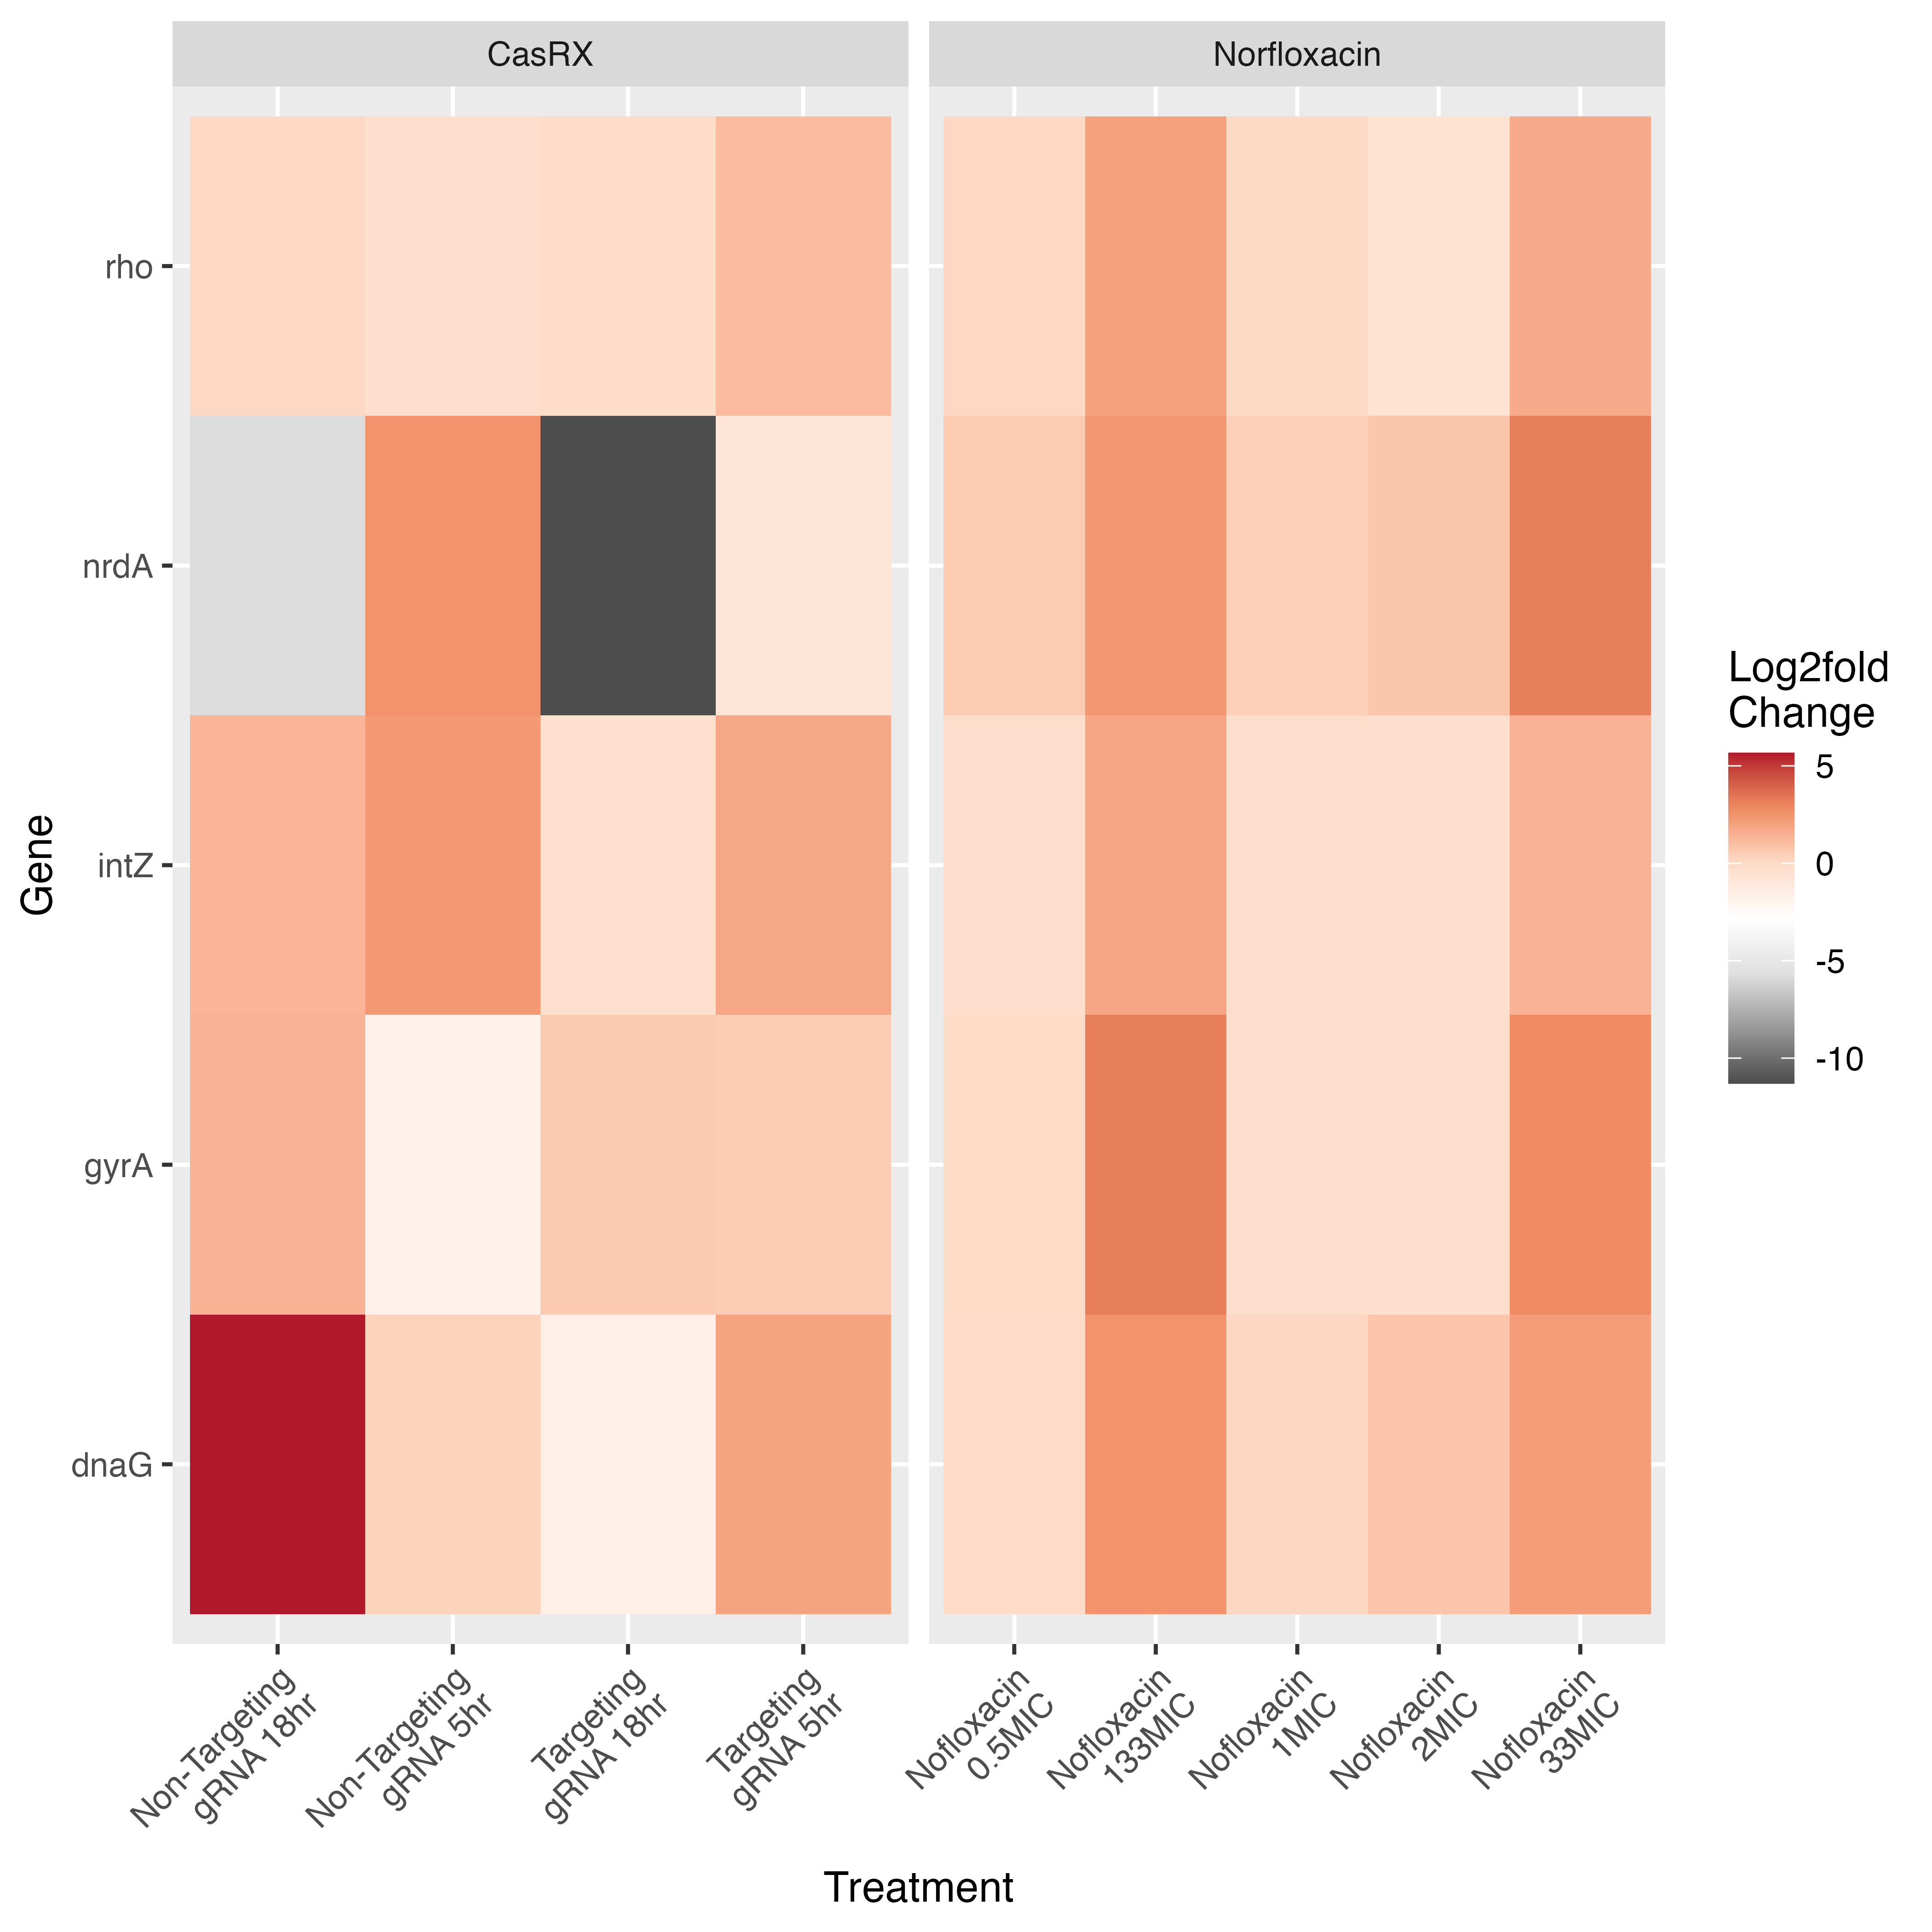 CasRX
Norfloxacin
rho
nrdA
intZ
gyrA
dnaG
Gene
Non-Targeting
gRNA 18hr
Non-Targeting
gRNA 5hr
Targeting
gRNA 18hr
Targeting
gRNA 5hr
Nofloxacin
0.5MIC
Nofloxacin
133MIC
Nofloxacin
1MIC
Nofloxacin
2MIC
Nofloxacin
33MIC
Treatment
Log2fold
Change
5
0
-5
-10